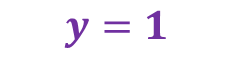 y = 1